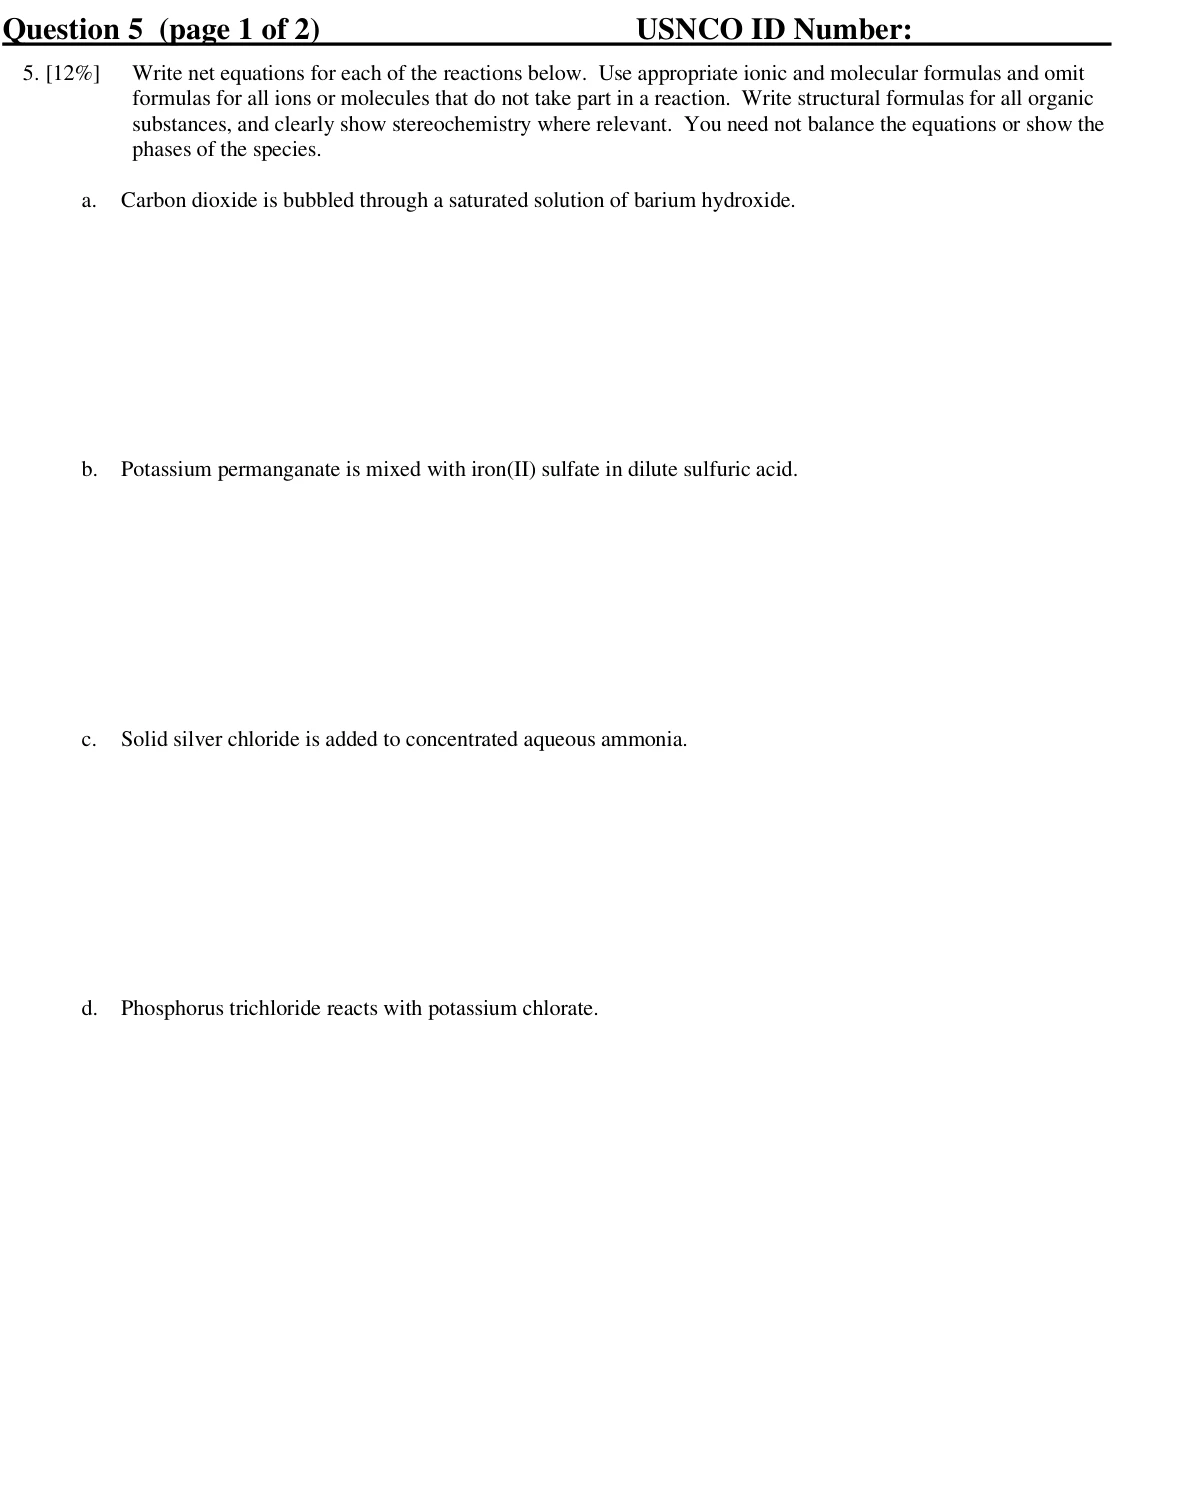 Question 5 (page 1 of 2) USNCO ID Number:
5. [12%] Write net equations for each of the reactions below. Use appropriate ionic and molecular formulas and omit
formulas for all ions or molecules that do not take part in a reaction. Write structural formulas for all organic
substances, and clearly show stereochemistry where relevant. You need not balance the equations or show the
phases of the species.
a. Carbon dioxide is bubbled through a saturated solution of barium hydroxide.
b. Potassium permanganate is mixed with iron(II) sulfate in dilute sulfuric acid.
c. Solid silver chloride is added to concentrated aqueous ammonia.
d. Phosphorus trichloride reacts with potassium chlorate.